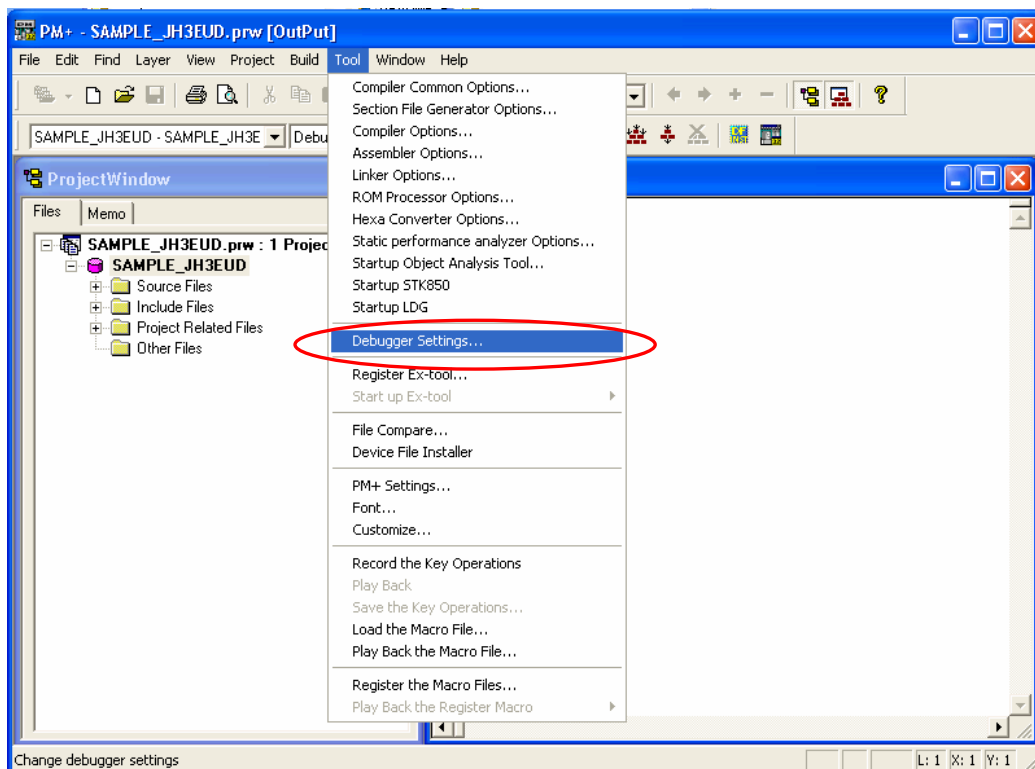 PM+ - SAMPLE_JH3EUD.prw [OutPut]
File Edit Find Layer View Project Build Tool Window Help
SAMPLE_JH3EUD - SAMPLE_JH3E Debu
ProjectWindow
Files Memo
SAMPLE_JH3EUD.prw : 1 Projec
SAMPLE_JH3EUD
Source Files
Include Files
Project Related Files
Other Files
Compiler Common Options...
Section File Generator Options...
Compiler Options...
Assembler Options...
Linker Options...
ROM Processor Options...
Hexa Converter Options...
Static performance analyzer Options...
Startup Object Analysis Tool...
Startup STK850
Startup LDG
Debugger Settings...
Register Ex-tool...
Start up Ex-tool
File Compare...
Device File Installer
PM+ Settings...
Font...
Customize...
Record the Key Operations
Play Back
Save the Key Operations...
Load the Macro File...
Play Back the Macro File...
Register the Macro Files...
Play Back the Register Macro
Change debugger settings L: 1 X: 1 Y: 1